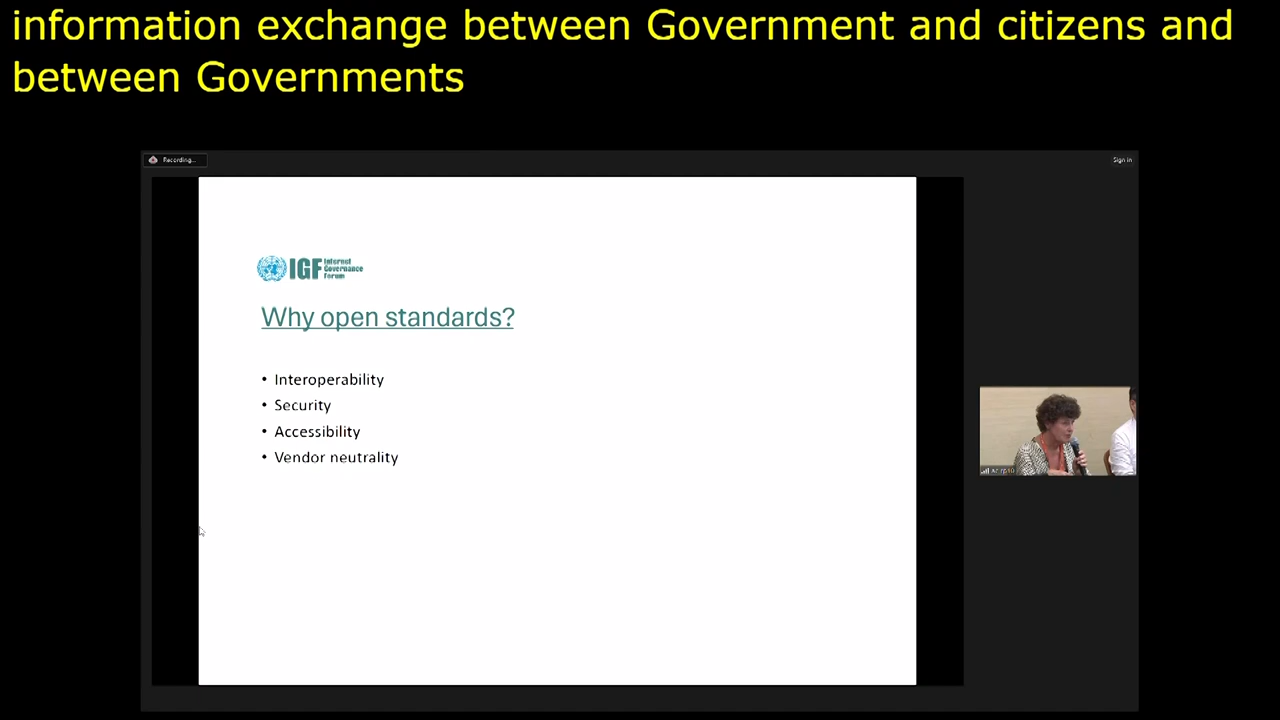 information exchange between Government and citizens and
between Governments
Recording...
Sign in
IGF Internet
Governance
Forum
Why open standards?
• Interoperability
• Security
• Accessibility
• Vendor neutrality